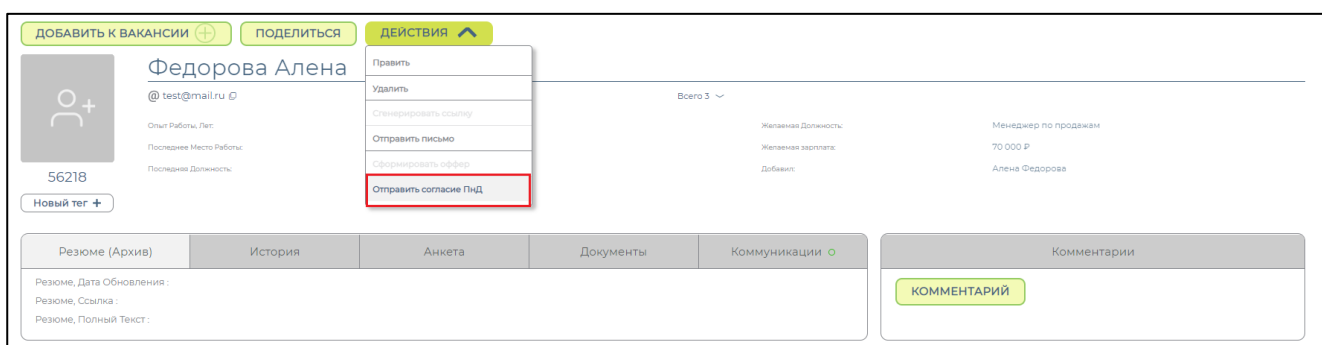 ДОБАВИТЬ К ВАКАНСИИ
ПОДЕЛИТЬСЯ
ДЕЙСТВИЯ
Федорова Алена
@ test@mail.ru
Всего 3
Править
Удалить
Сгенерировать ссылку
Отправить письмо
Сформировать оффер
Отправить согласие ПнД
Опыт Работы, Лет:
Последнее Место Работы:
Последняя Должность:
Желаемая Должность:
Менеджер по продажам
Желаемая зарплата:
70 000 ₽
Добавил:
Алена Федорова
56218
Новый тег +
Резюме (Архив)
История
Анкета
Документы
Коммуникации
Комментарии
Резюме, Дата Обновления :
Резюме, Ссылка :
Резюме, Полный Текст :
КОММЕНТАРИЙ